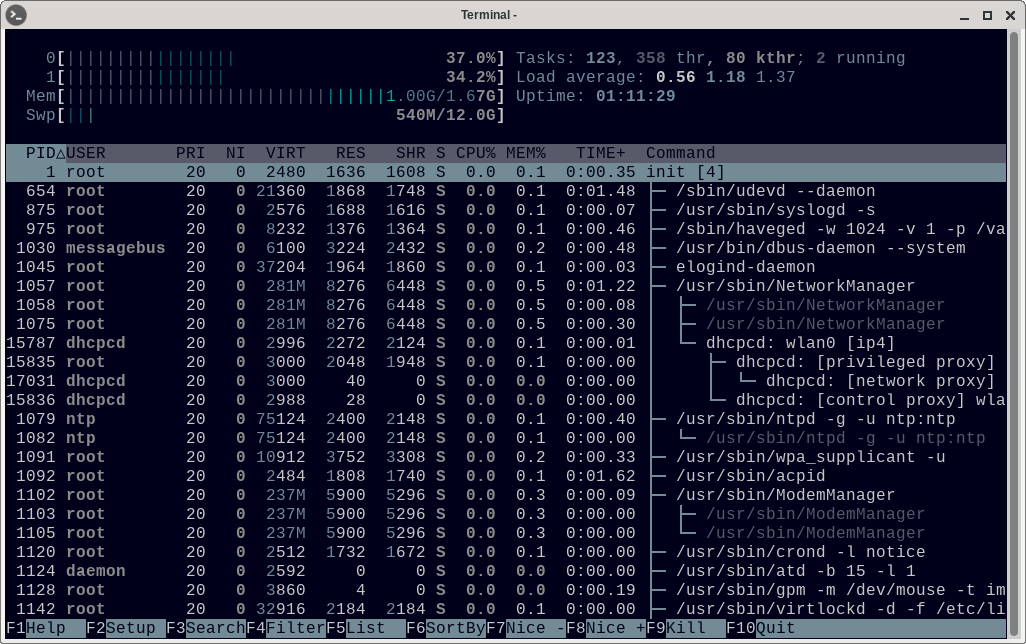 Terminal -
0[||||||||||||||||| 37.0%] Tasks: 123, 358 thr, 80 kthr; 2 running
1[|||||||||||||||| 34.2%] Load average: 0.56 1.18 1.37
Mem[||||||||||||||||||||||||||||||||1.00G/1.67G] Uptime: 01:11:29
Swp[||| 540M/12.0G]
PID△USER PRI NI VIRT RES SHR S CPU% MEM% TIME+ Command
1 root 20 0 2480 1636 1608 S 0.0 0.1 0:00.35 init [4]
654 root 20 0 21360 1868 1748 S 0.0 0.1 0:01.48 ├─ /sbin/udevd --daemon
875 root 20 0 2576 1688 1616 S 0.0 0.1 0:00.07 ├─ /usr/sbin/syslogd -s
975 root 20 0 8232 1376 1364 S 0.0 0.1 0:00.46 ├─ /sbin/haveged -w 1024 -v 1 -p /va
1030 messagebus 20 0 6100 3224 2432 S 0.0 0.2 0:00.48 ├─ /usr/bin/dbus-daemon --system
1045 root 20 0 37204 1964 1860 S 0.0 0.1 0:00.03 ├─ elogind-daemon
1057 root 20 0 281M 8276 6448 S 0.0 0.5 0:01.22 ├─ /usr/sbin/NetworkManager
1058 root 20 0 281M 8276 6448 S 0.0 0.5 0:00.08 │  ├─ /usr/sbin/NetworkManager
1075 root 20 0 281M 8276 6448 S 0.0 0.5 0:00.30 │  ├─ /usr/sbin/NetworkManager
15787 dhcpcd 20 0 2996 2272 2124 S 0.0 0.1 0:00.01 │  └─ dhcpcd: wlan0 [ip4]
15835 root 20 0 3000 2048 1948 S 0.0 0.1 0:00.00 │     ├─ dhcpcd: [privileged proxy]
17031 dhcpcd 20 0 3000 40 0 S 0.0 0.0 0:00.00 │     │  └─ dhcpcd: [network proxy]
15836 dhcpcd 20 0 2988 28 0 S 0.0 0.0 0:00.00 │     └─ dhcpcd: [control proxy] wla
1079 ntp 20 0 75124 2400 2148 S 0.0 0.1 0:00.40 ├─ /usr/sbin/ntpd -g -u ntp:ntp
1082 ntp 20 0 75124 2400 2148 S 0.0 0.1 0:00.00 │  └─ /usr/sbin/ntpd -g -u ntp:ntp
1091 root 20 0 10912 3752 3308 S 0.0 0.2 0:00.33 ├─ /usr/sbin/wpa_supplicant -u
1092 root 20 0 2484 1808 1740 S 0.0 0.1 0:01.62 ├─ /usr/sbin/acpid
1102 root 20 0 237M 5900 5296 S 0.0 0.3 0:00.09 ├─ /usr/sbin/ModemManager
1103 root 20 0 237M 5900 5296 S 0.0 0.3 0:00.00 │  ├─ /usr/sbin/ModemManager
1105 root 20 0 237M 5900 5296 S 0.0 0.3 0:00.00 │  └─ /usr/sbin/ModemManager
1120 root 20 0 2512 1732 1672 S 0.0 0.1 0:00.00 ├─ /usr/sbin/crond -l notice
1124 daemon 20 0 2592 0 0 S 0.0 0.0 0:00.00 ├─ /usr/sbin/atd -b 15 -l 1
1128 root 20 0 3860 4 0 S 0.0 0.0 0:00.19 ├─ /usr/sbin/gpm -m /dev/mouse -t im
1142 root 20 0 32916 2184 2184 S 0.0 0.1 0:00.00 ├─ /usr/sbin/virtlockd -d -f /etc/li
F1Help F2Setup F3SearchF4FilterF5List F6SortByF7Nice -F8Nice +F9Kill F10Quit